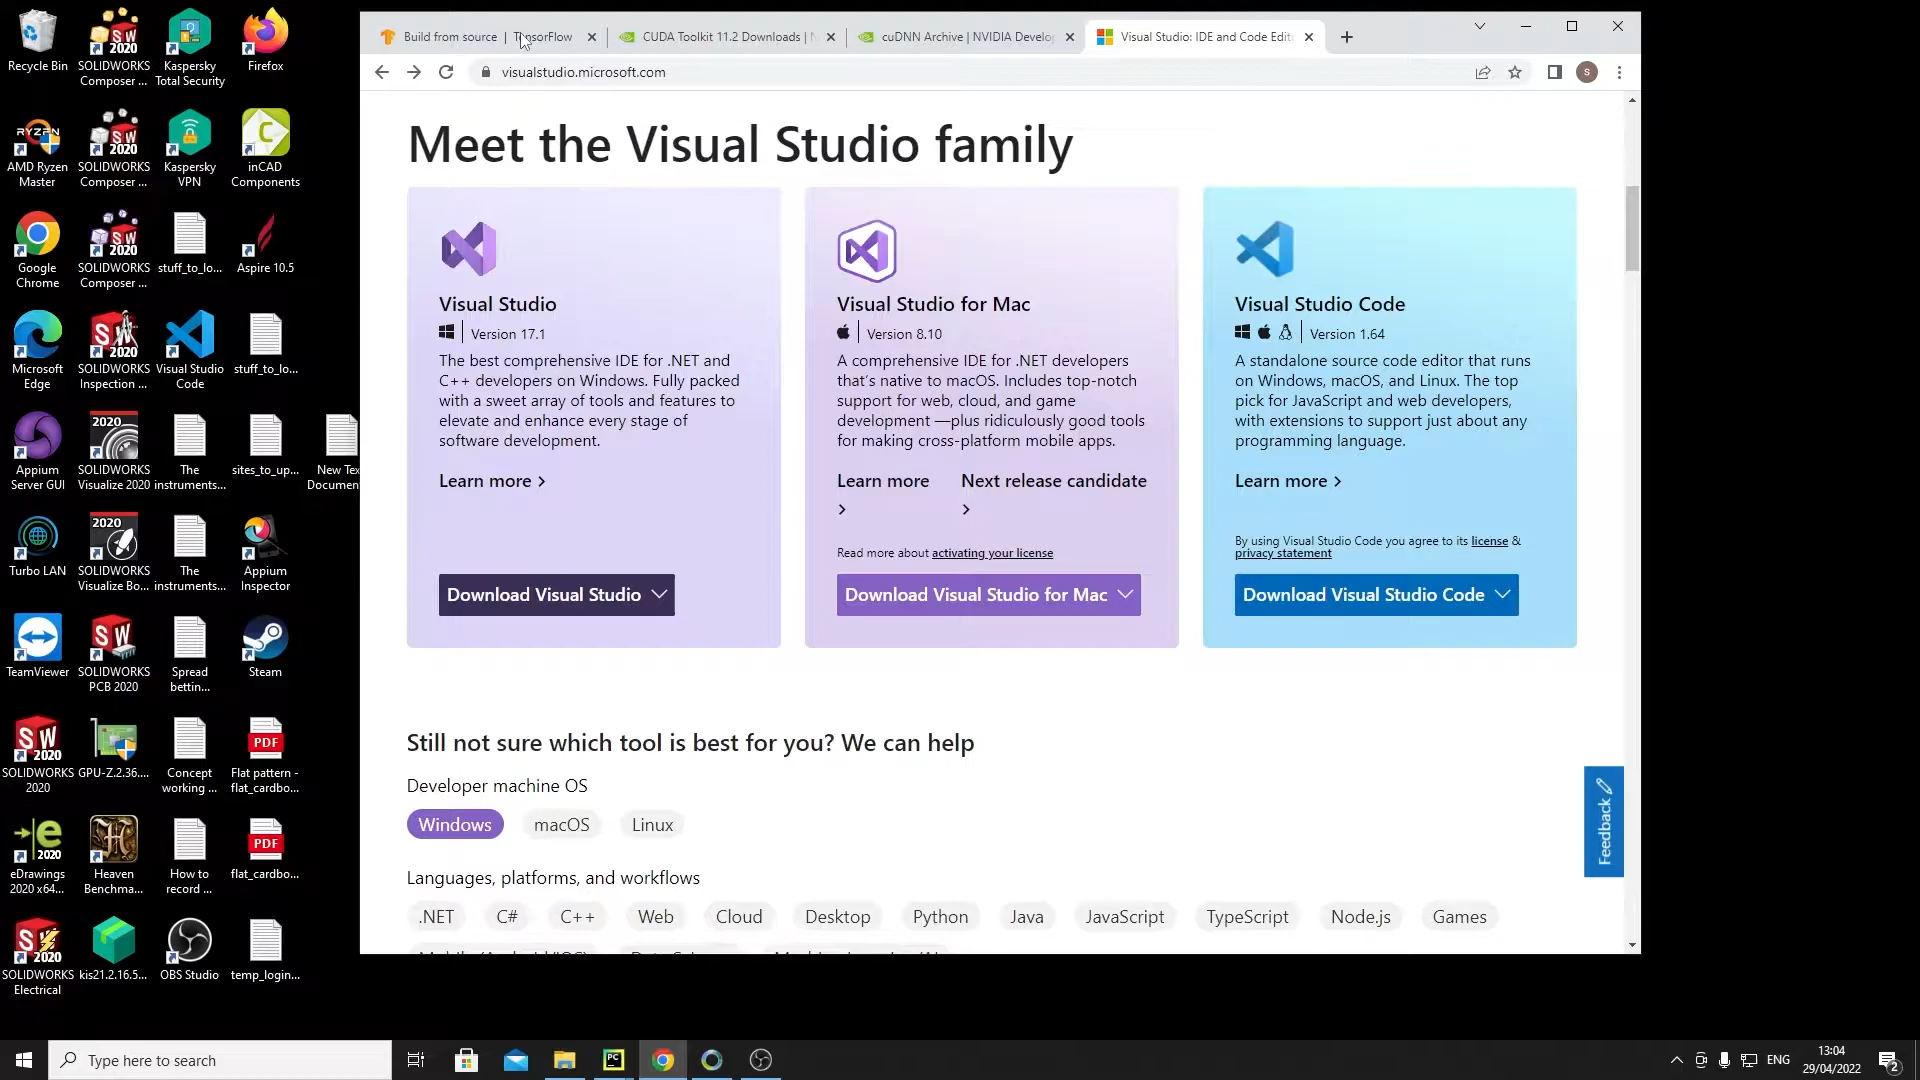 Build from source | TensorFlow
CUDA Toolkit 11.2 Downloads |
cuDNN Archive | NVIDIA Develo
Visual Studio: IDE and Code Edit
visualstudio.microsoft.com
S
Meet the Visual Studio family
Visual Studio
Version 17.1
The best comprehensive IDE for .NET and
C++ developers on Windows. Fully packed
with a sweet array of tools and features to
elevate and enhance every stage of
software development.
Learn more
Download Visual Studio
Visual Studio for Mac
Version 8.10
A comprehensive IDE for .NET developers
that's native to macOS. Includes top-notch
support for web, cloud, and game
development —plus ridiculously good tools
for making cross-platform mobile apps.
Learn more
Next release candidate
Read more about activating your license
Download Visual Studio for Mac
Visual Studio Code
Version 1.64
A standalone source code editor that runs
on Windows, macOS, and Linux. The top
pick for JavaScript and web developers,
with extensions to support just about any
programming language.
Learn more
By using Visual Studio Code you agree to its license &
privacy statement
Download Visual Studio Code
Still not sure which tool is best for you? We can help
Developer machine OS
Windows macOS Linux
Languages, platforms, and workflows
.NET C# C++ Web Cloud Desktop Python Java JavaScript TypeScript Node.js Games
Feedback
Recycle Bin
SOLIDWORKS
Composer ...
Kaspersky
Total Security
Firefox
AMD Ryzen
Master
SOLIDWORKS
Composer ...
Kaspersky
VPN
inCAD
Components
Google
Chrome
SOLIDWORKS
Composer ...
stuff_to_lo...
Aspire 10.5
Microsoft
Edge
SOLIDWORKS
Inspection ...
Visual Studio
Code
stuff_to_lo...
Appium
Server GUI
SOLIDWORKS
Visualize 2020
The
instruments...
sites_to_up...
New Tex
Documen
Turbo LAN
SOLIDWORKS
Visualize Bo...
The
instruments...
Appium
Inspector
TeamViewer
SOLIDWORKS
PCB 2020
Spread
bettin...
Steam
SOLIDWORKS
2020
GPU-Z.2.36....
Concept
working ...
Flat pattern -
flat_cardbo...
eDrawings
2020 x64...
Heaven
Benchma...
How to
record ...
flat_cardbo...
SOLIDWORKS
Electrical
kis21.2.16.5...
OBS Studio
temp_login...
Type here to search
ENG
13:04
29/04/2022
2